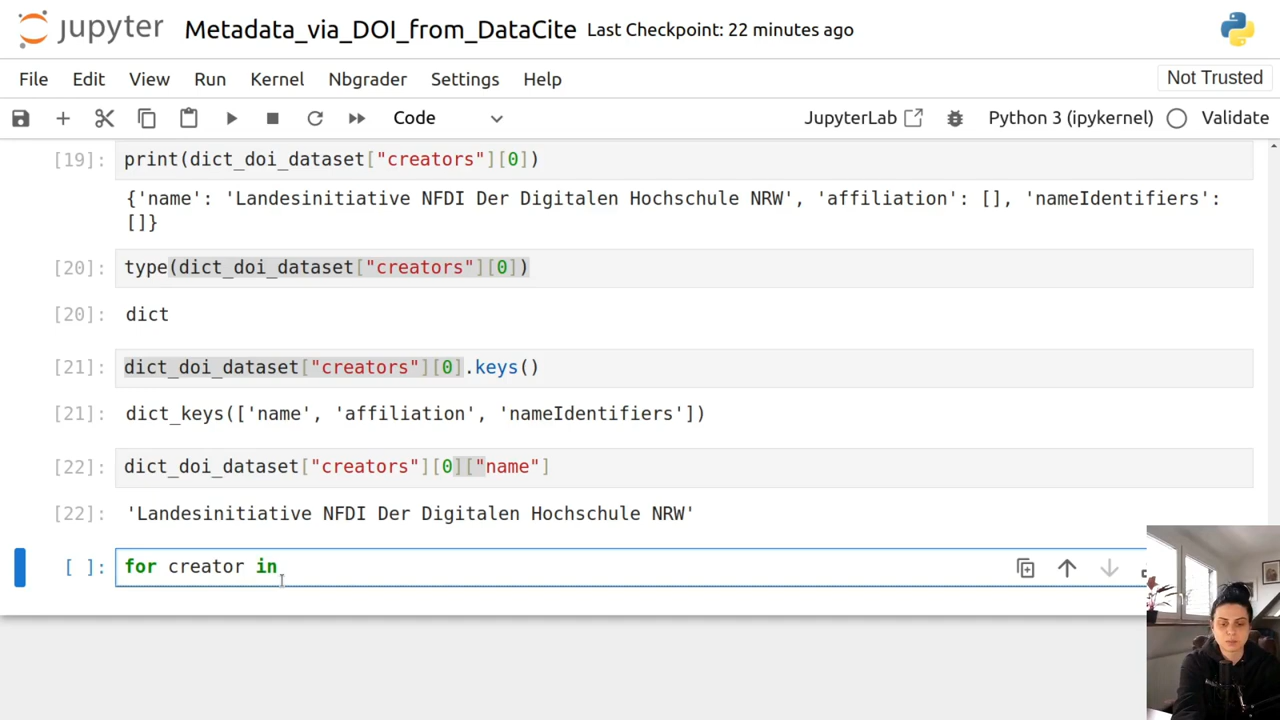 jupyter Metadata_via_DOI_from_DataCite Last Checkpoint: 22 minutes ago
File Edit View Run Kernel Nbgrader Settings Help Not Trusted
Code JupyterLab Python 3 (ipykernel) Validate
[19]: print(dict_doi_dataset["creators"][0])
{'name': 'Landesinitiative NFDI Der Digitalen Hochschule NRW', 'affiliation': [], 'nameIdentifiers':
[]}
[20]: type(dict_doi_dataset["creators"][0])
[20]: dict
[21]: dict_doi_dataset["creators"][0].keys()
[21]: dict_keys(['name', 'affiliation', 'nameIdentifiers'])
[22]: dict_doi_dataset["creators"][0]["name"]
[22]: 'Landesinitiative NFDI Der Digitalen Hochschule NRW'
[ ]: for creator in